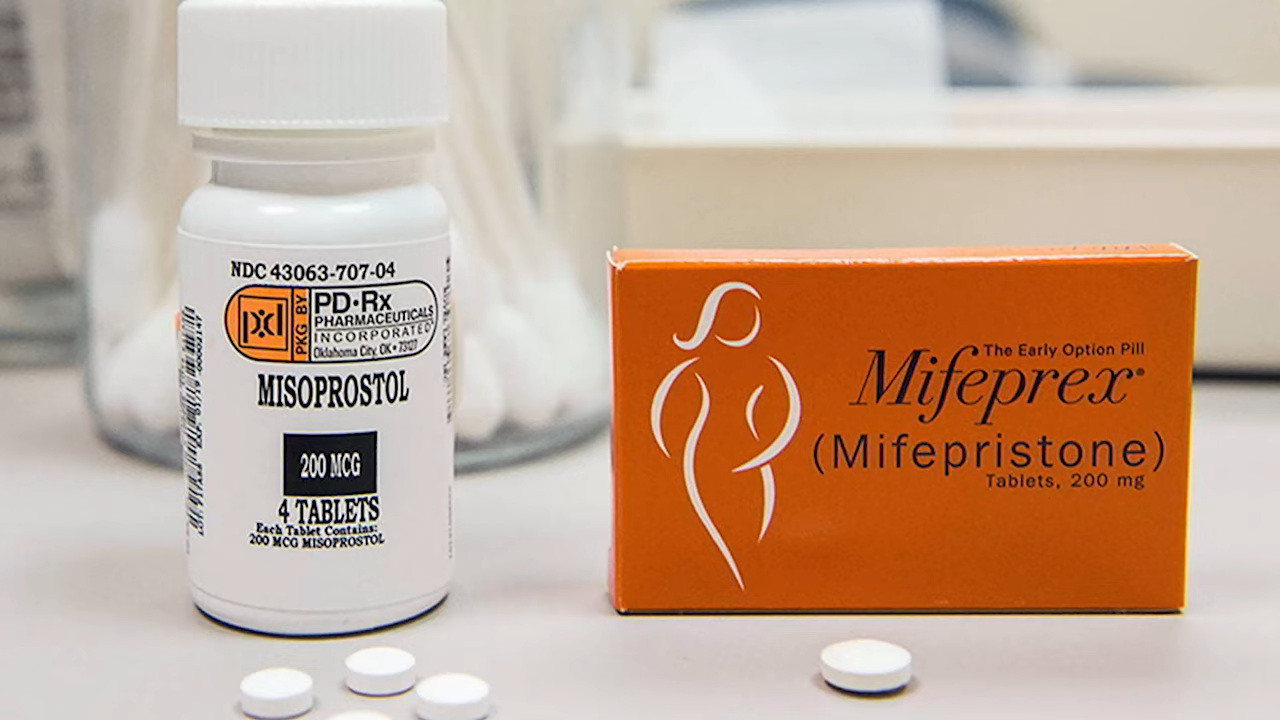 NDC 43063-707-04
PKG BY
PD-Rx
PHARMACEUTICALS
INCORPORATED
Oklahoma City, OK • 73127
MISOPROSTOL
200 MCG
4 TABLETS
Each Tablet Contains:
200 MCG MISOPROSTOL
The Early Option Pill
Mifeprex®
(Mifepristone)
Tablets, 200 mg